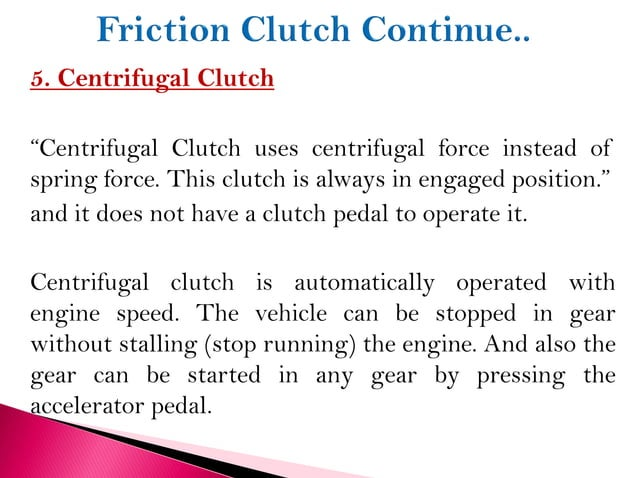 Friction Clutch Continue..
5. Centrifugal Clutch
“Centrifugal Clutch uses centrifugal force instead of
spring force. This clutch is always in engaged position.”
and it does not have a clutch pedal to operate it.
Centrifugal clutch is automatically operated with
engine speed. The vehicle can be stopped in gear
without stalling (stop running) the engine. And also the
gear can be started in any gear by pressing the
accelerator pedal.